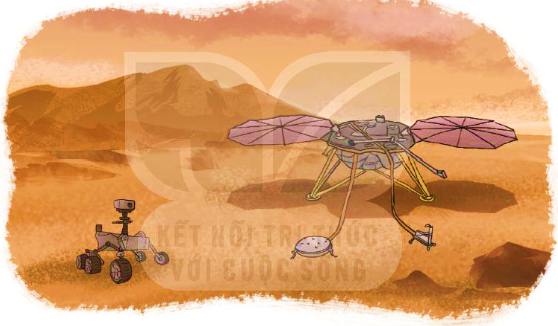 KẾT NỐI TRI THỨC
VỚI CUỘC SỐNG